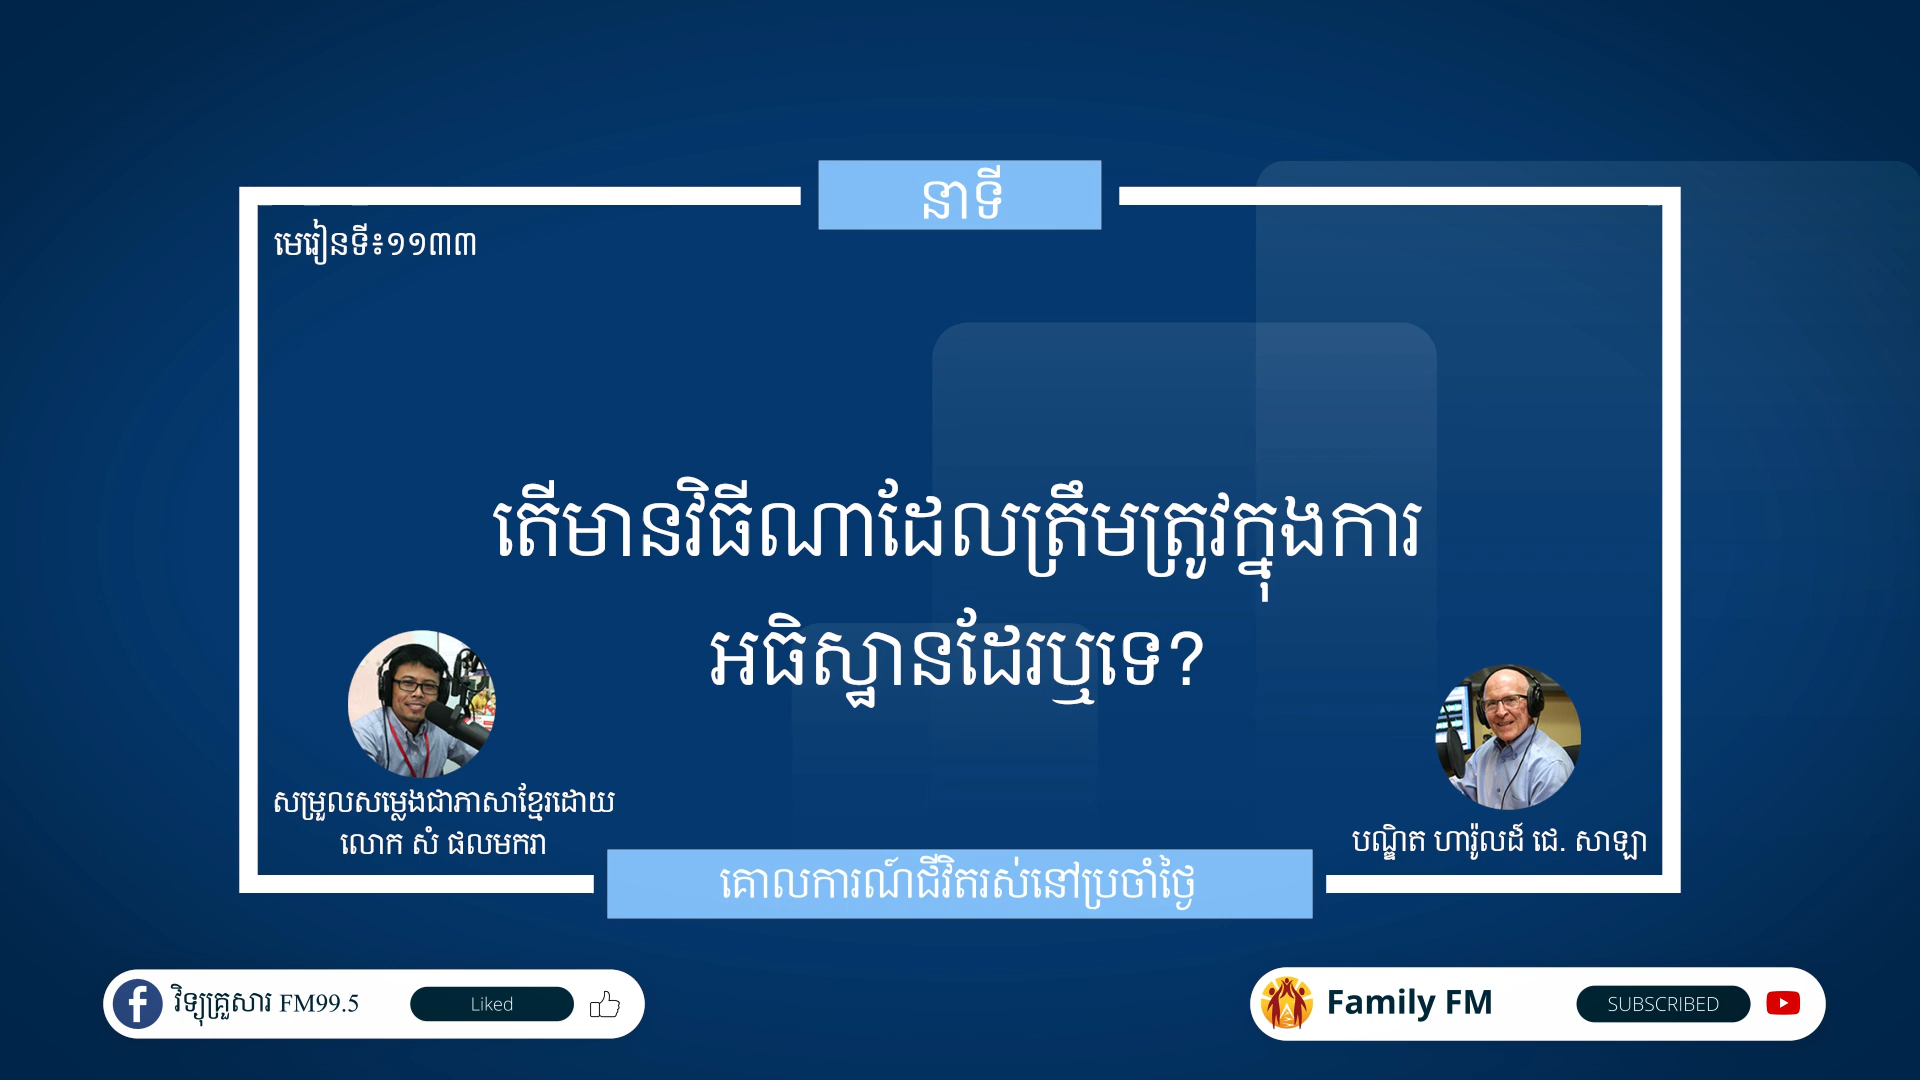 នាទី
មេរៀនទី៖១១៣៣
តើមានវិធីណាដែលត្រឹមត្រូវក្នុងការ
អធិស្ឋានដែរឬទេ?
សម្រួលសម្លេងជាភាសាខ្មែរដោយ
លោក សំ ផលមករា
បណ្ឌិត ហារ៉ូលដ៍ ជេ. សាឡា
គោលការណ៍ជីវិតរស់នៅប្រចាំថ្ងៃ
វិទ្យុគ្រួសារ FM99.5
Liked
Family FM
SUBSCRIBED